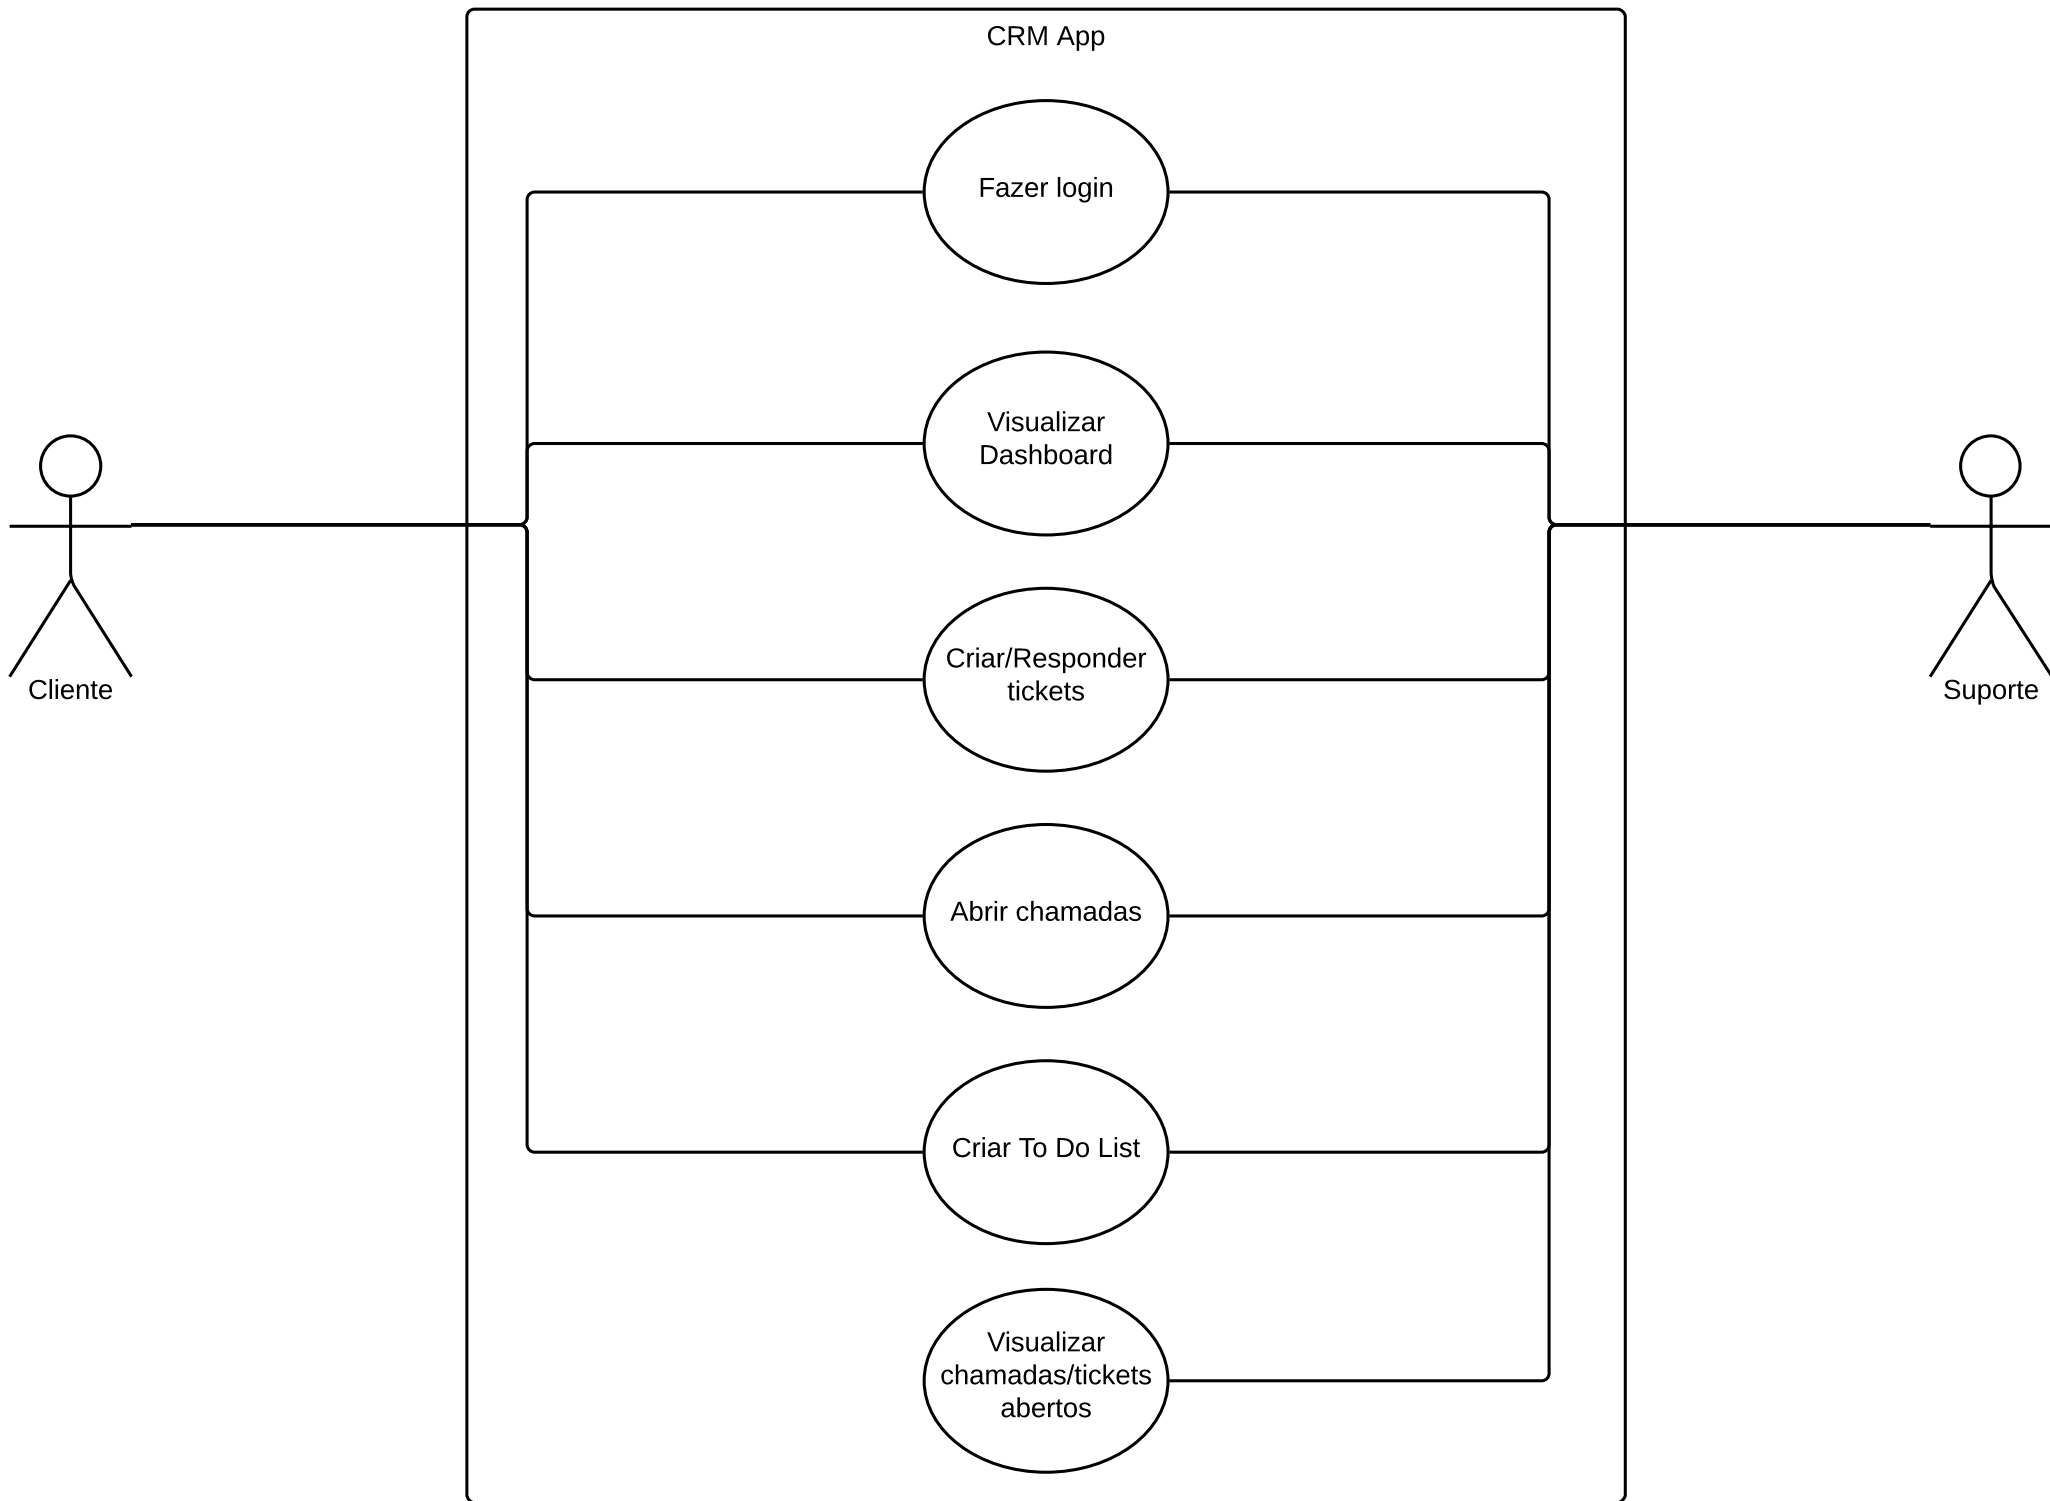 CRM App
Fazer login
Visualizar
Dashboard
Criar/Responder
tickets
Cliente
Suporte
Abrir chamadas
Criar To Do List
Visualizar
chamadas/tickets
abertos